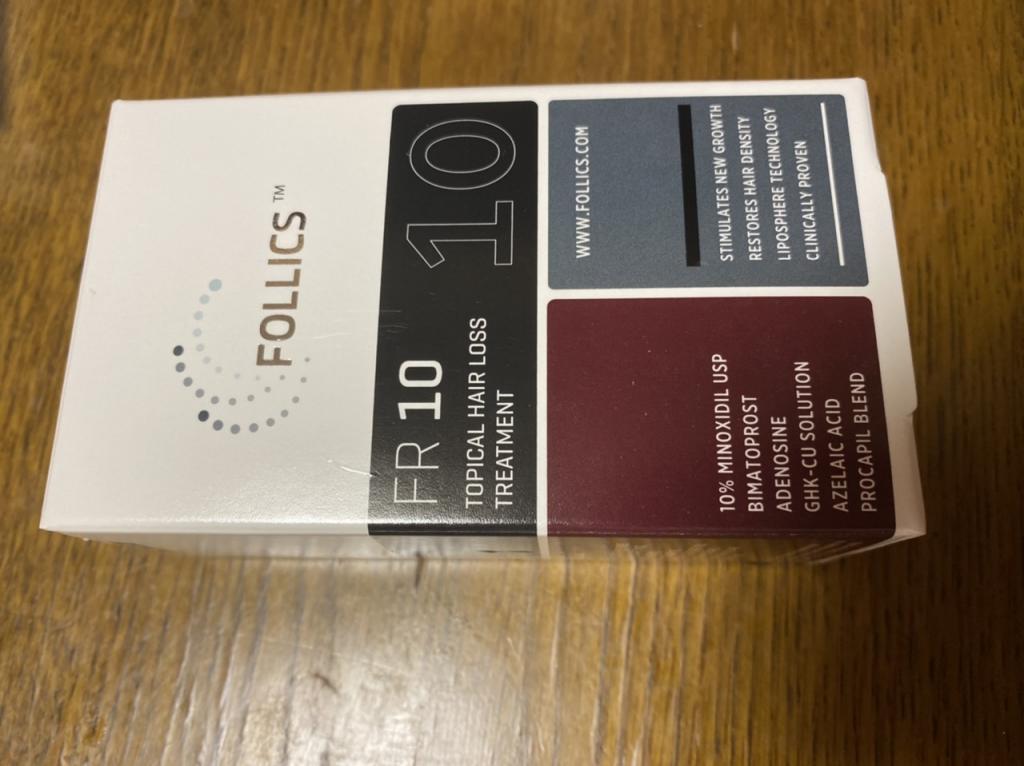 FOLLICS™
FR 10
10
TOPICAL HAIR LOSS
TREATMENT
10% MINOXIDIL USP
BIMATOPROST
ADENOSINE
GHK-CU SOLUTION
AZELAIC ACID
PROCAPIL BLEND
WWW.FOLLICS.COM
STIMULATES NEW GROWTH
RESTORES HAIR DENSITY
LIPOSPHERE TECHNOLOGY
CLINICALLY PROVEN